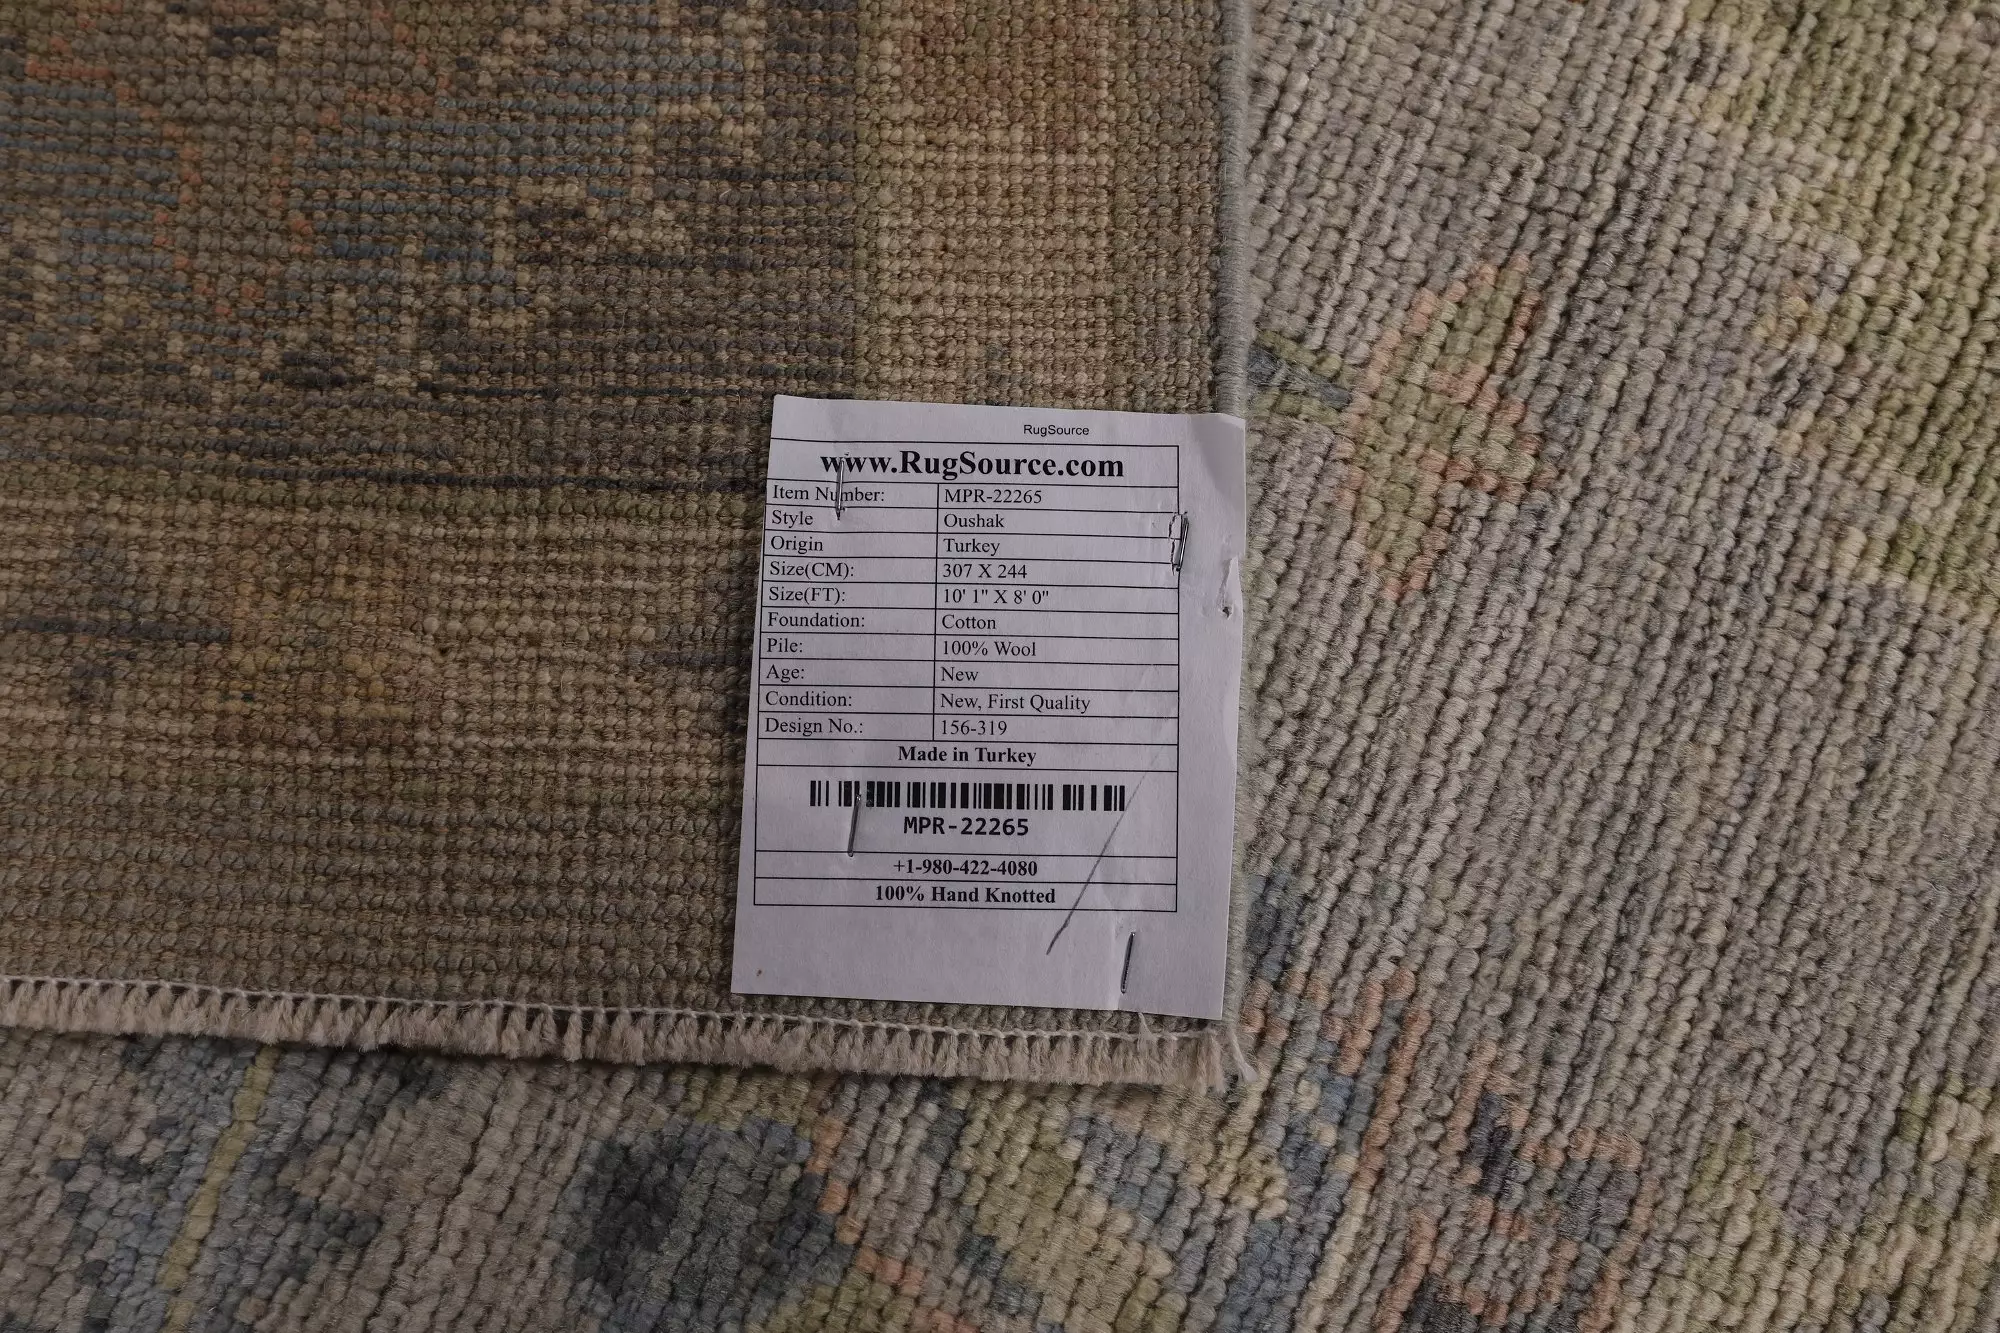 RugSource
www.RugSource.com
Item Number: MPR-22265
Style Oushak
Origin Turkey
Size(CM): 307 X 244
Size(FT): 10' 1" X 8' 0"
Foundation: Cotton
Pile: 100% Wool
Age: New
Condition: New, First Quality
Design No.: 156-319
Made in Turkey
MPR-22265
+1-980-422-4080
100% Hand Knotted